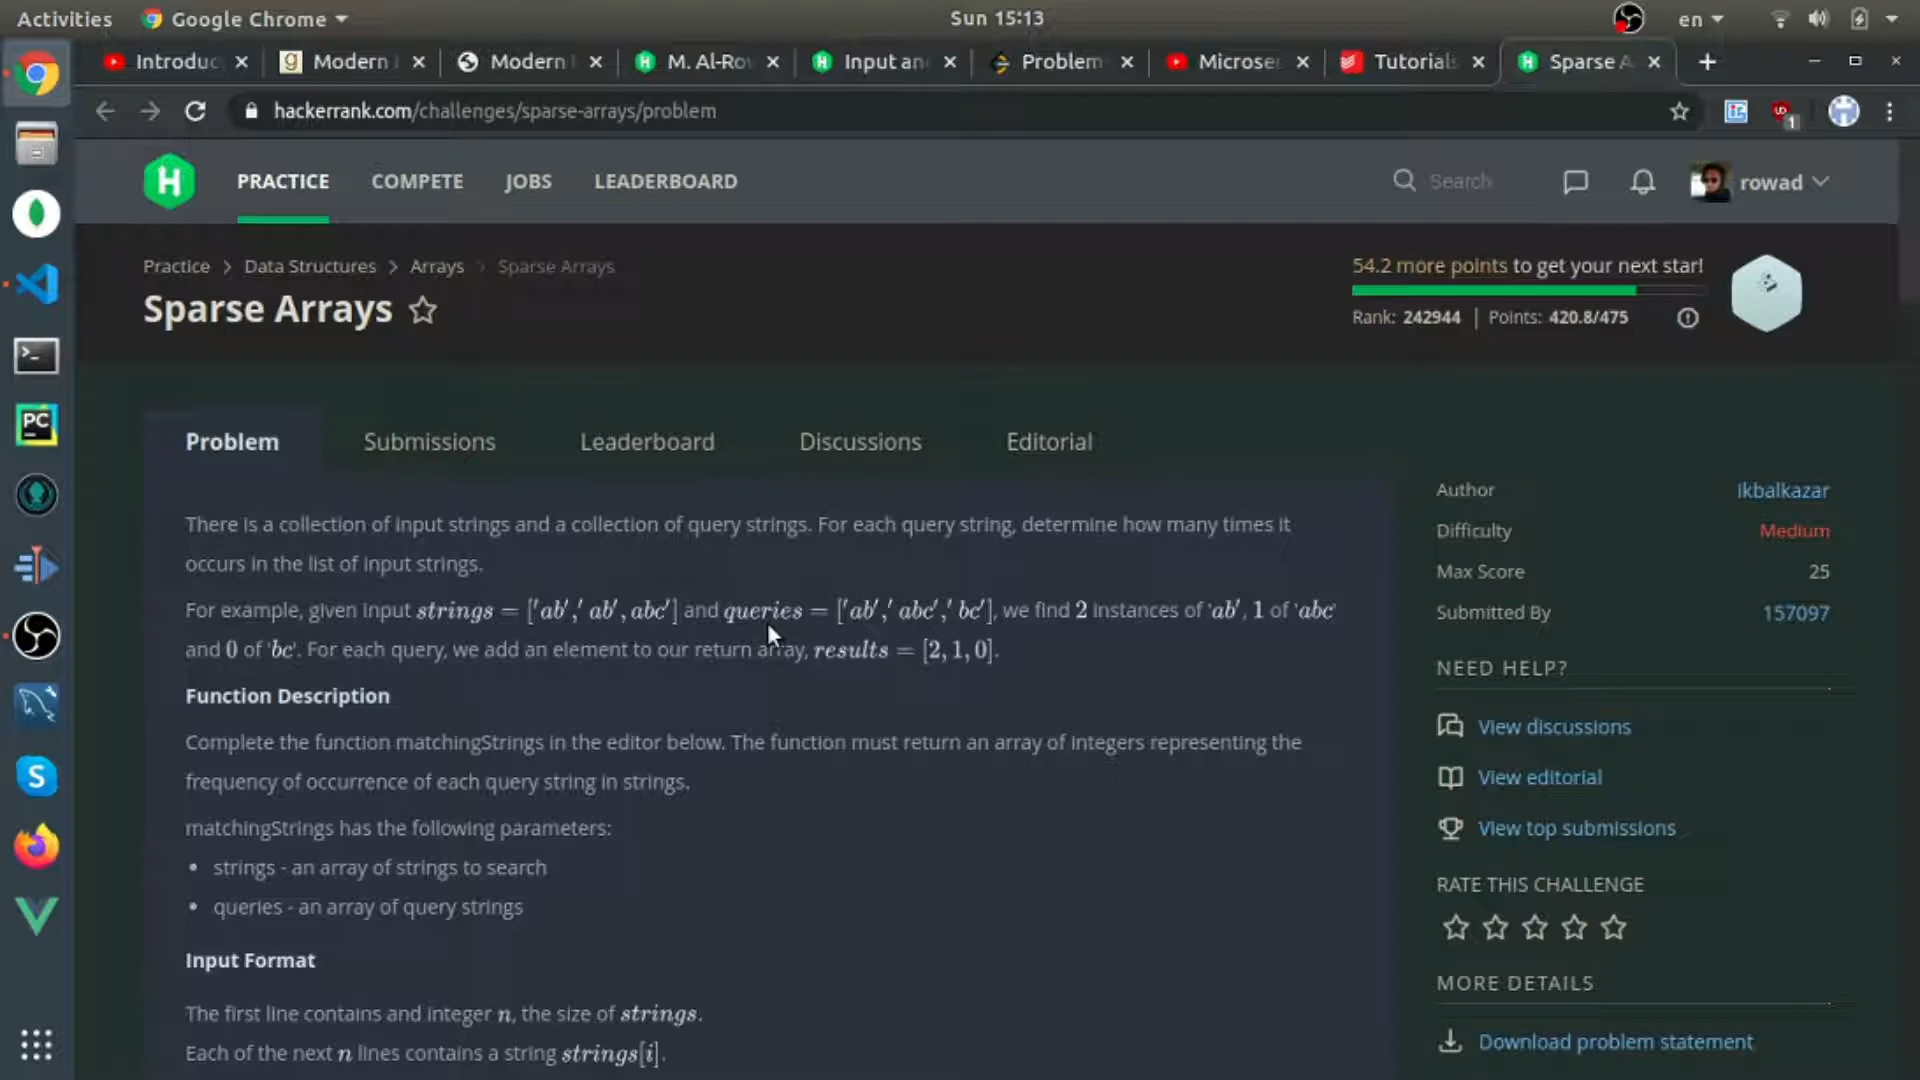 Activities Google Chrome Sun 15:13 en
Introduc Modern Modern M. Al-Ro Input an Problem Microse Tutorials Sparse A
hackerrank.com/challenges/sparse-arrays/problem 1
H PRACTICE COMPETE JOBS LEADERBOARD Search rowad
Practice > Data Structures > Arrays > Sparse Arrays
Sparse Arrays
54.2 more points to get your next star!
Rank: 242944 | Points: 420.8/475
Problem Submissions Leaderboard Discussions Editorial
There is a collection of input strings and a collection of query strings. For each query string, determine how many times it
occurs in the list of input strings.
For example, given input strings = ['ab',' ab', abc'] and queries = ['ab',' abc',' bc'], we find 2 instances of 'ab', 1 of 'abc'
and 0 of 'bc'. For each query, we add an element to our return array, results = [2, 1, 0].
Function Description
Complete the function matchingStrings in the editor below. The function must return an array of integers representing the
frequency of occurrence of each query string in strings.
matchingStrings has the following parameters:
• strings - an array of strings to search
• queries - an array of query strings
Input Format
The first line contains and integer n, the size of strings.
Each of the next n lines contains a string strings[i].
Author Ikbalkazar
Difficulty Medium
Max Score 25
Submitted By 157097
NEED HELP?
View discussions
View editorial
View top submissions
RATE THIS CHALLENGE
MORE DETAILS
Download problem statement
PC
S